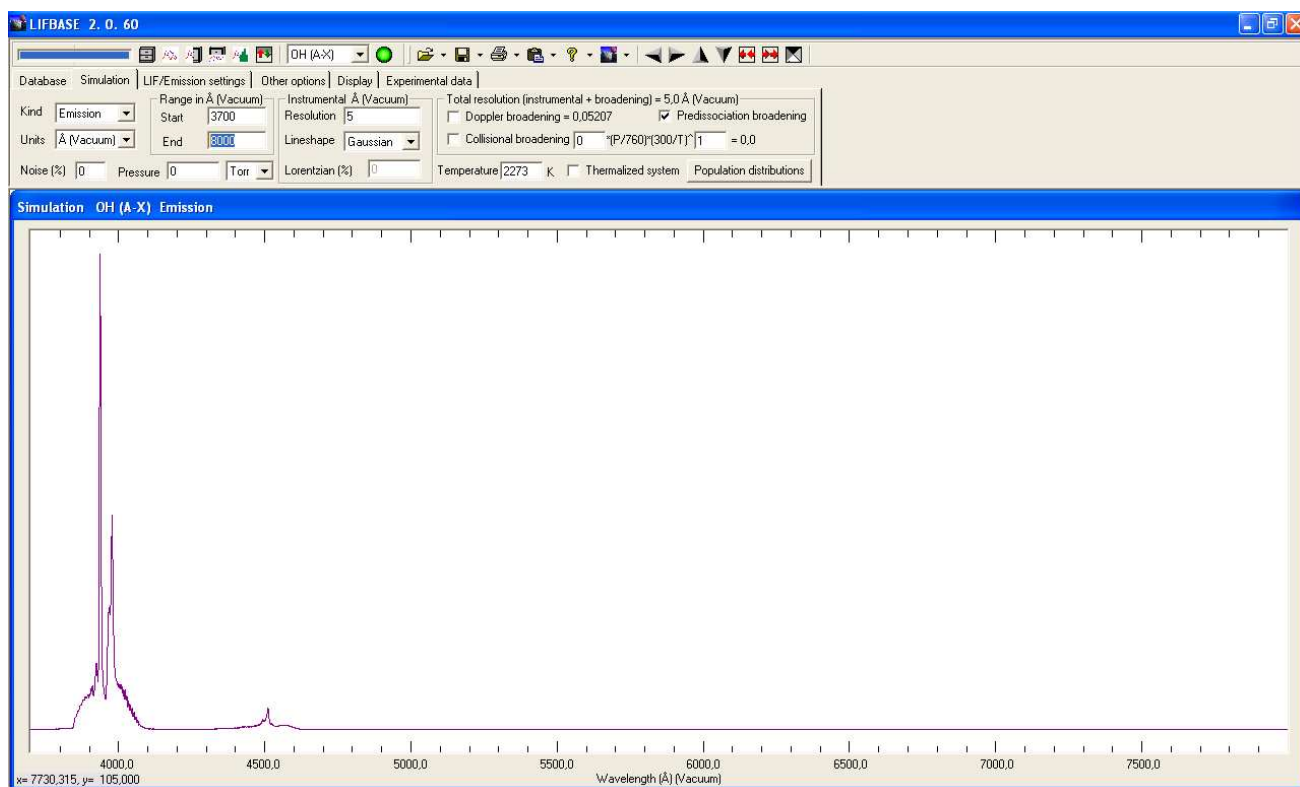 LIFBASE 2. 0. 60
OH (A-X)
Database Simulation LIF/Emission settings Other options Display Experimental data
Kind Emission
Units Å (Vacuum)
Noise (%) 0 Pressure 0 Torr
Range in Å (Vacuum)
Start 3700
End 8000
Instrumental Å (Vacuum)
Resolution 5
Lineshape Gaussian
Lorentzian (%) 0
Total resolution (instrumental + broadening) = 5,0 Å (Vacuum)
Doppler broadening = 0,05207 Predissociation broadening
Collisional broadening 0 *(P/760)*(300/T)^ 1 = 0,0
Temperature 2273 K Thermalized system Population distributions
Simulation OH (A-X) Emission
4000,0 4500,0 5000,0 5500,0 6000,0 6500,0 7000,0 7500,0
x= 7730,315, y= 105,000 Wavelength (Å) (Vacuum)